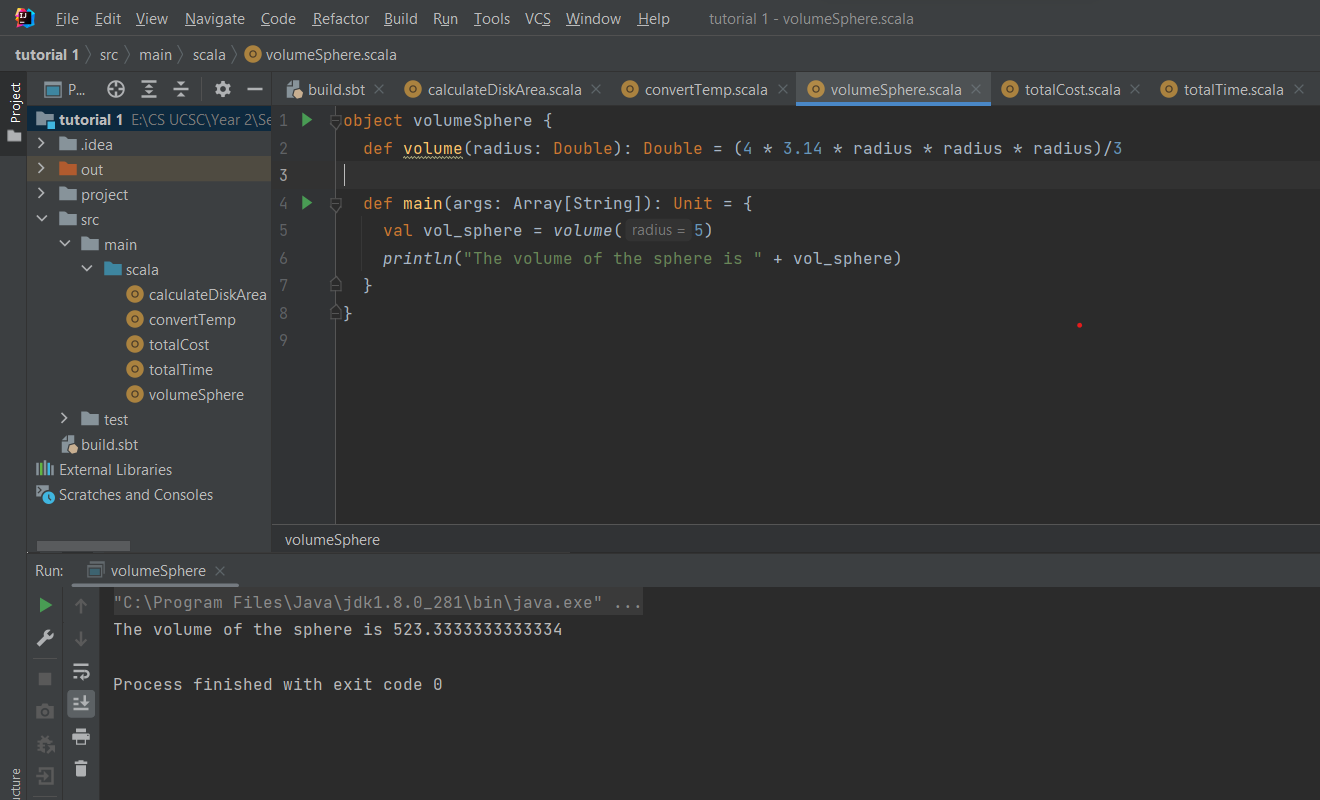 File Edit View Navigate Code Refactor Build Run Tools VCS Window Help tutorial 1 - volumeSphere.scala
tutorial 1 src main scala volumeSphere.scala
Project
P...
build.sbt calculateDiskArea.scala convertTemp.scala volumeSphere.scala totalCost.scala totalTime.scala
tutorial 1 E:\CS UCSC\Year 2\Se
.idea
out
project
src
main
scala
calculateDiskArea
convertTemp
totalCost
totalTime
volumeSphere
test
build.sbt
External Libraries
Scratches and Consoles
1 object volumeSphere {
2 def volume(radius: Double): Double = (4 * 3.14 * radius * radius * radius)/3
3
4 def main(args: Array[String]): Unit = {
5 val vol_sphere = volume( radius = 5)
6 println("The volume of the sphere is " + vol_sphere)
7 }
8 }
9
volumeSphere
Run: volumeSphere
"C:\Program Files\Java\jdk1.8.0_281\bin\java.exe" ...
The volume of the sphere is 523.3333333333334
Process finished with exit code 0
ucture